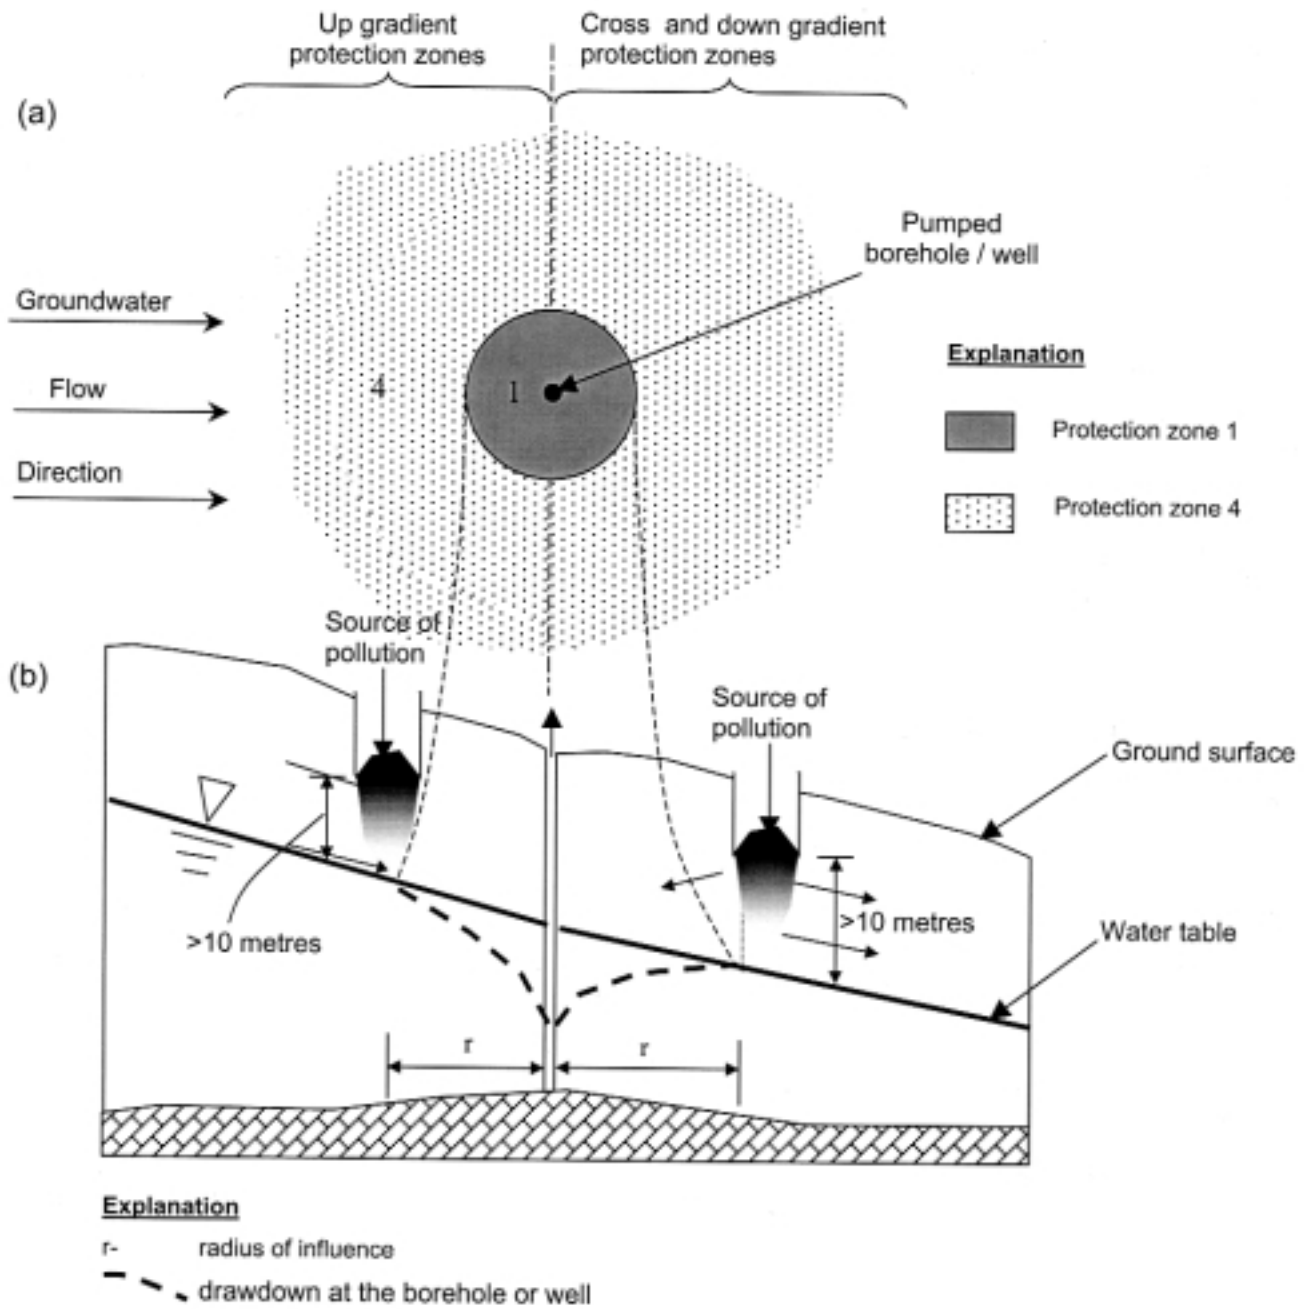 Up gradient
protection zones
Cross and down gradient
protection zones
(a)
Pumped
borehole / well
Groundwater
Flow
Direction
4
1
Explanation
Protection zone 1
Protection zone 4
Source of
pollution
(b)
Source of
pollution
Ground surface
>10 metres
>10 metres
Water table
r
r
Explanation
r- radius of influence
drawdown at the borehole or well